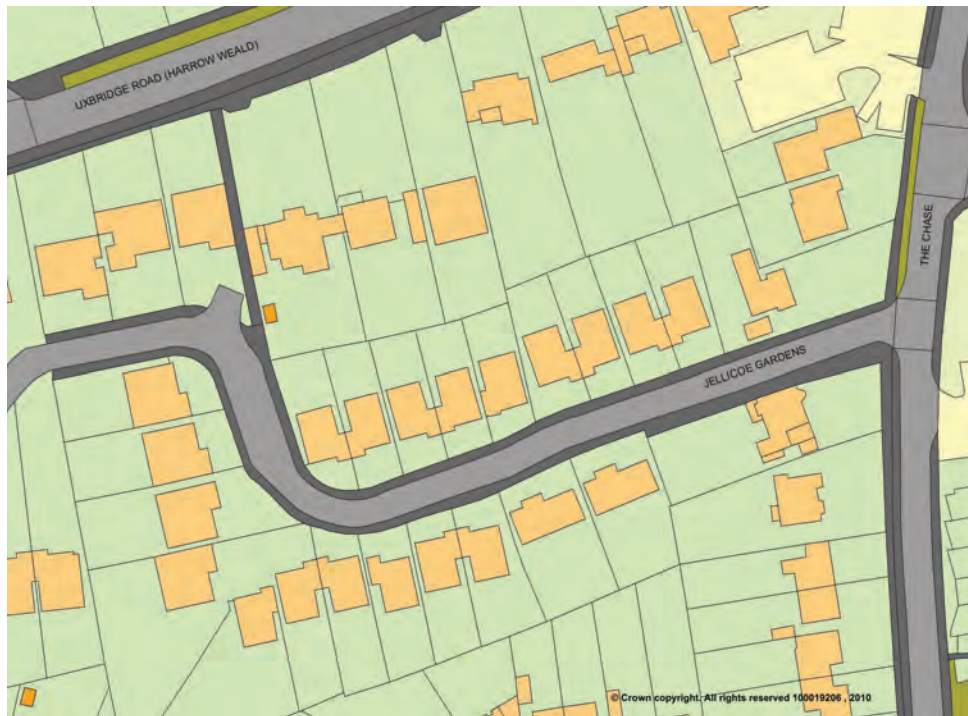 UXBRIDGE ROAD (HARROW WEALD)
THE CHASE
JELLICOE GARDENS
© Crown copyright. All rights reserved 100019206 , 2010